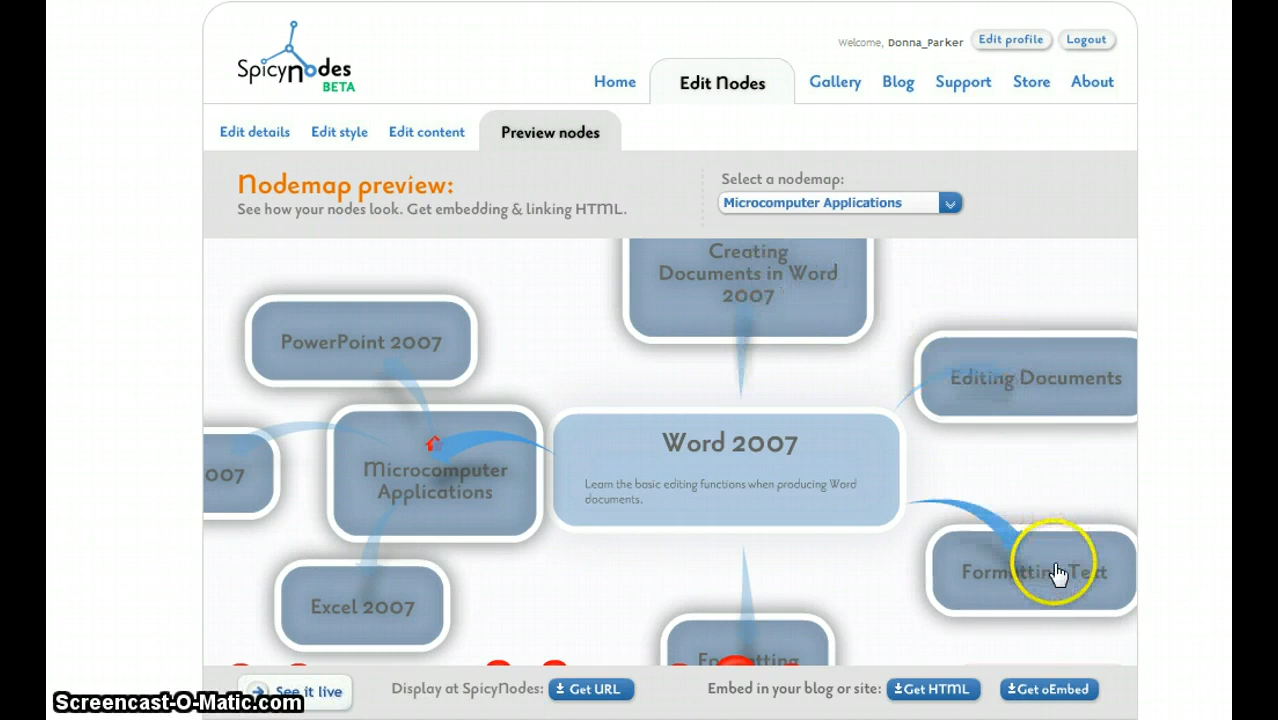 Spicynodes
BETA
Welcome, Donna_Parker
Edit profile
Logout
Home
Edit Nodes
Gallery
Blog
Support
Store
About
Edit details
Edit style
Edit content
Preview nodes
Nodemap preview:
See how your nodes look. Get embedding & linking HTML.
Select a nodemap:
Microcomputer Applications
Creating
Documents in Word
2007
PowerPoint 2007
Editing Documents
Word 2007
Learn the basic editing functions when producing Word
documents.
Microcomputer
Applications
007
Formatting Text
Excel 2007
Formatting
See it live
Display at SpicyNodes:
Get URL
Embed in your blog or site:
Get HTML
Get oEmbed
Screencast-O-Matic.com